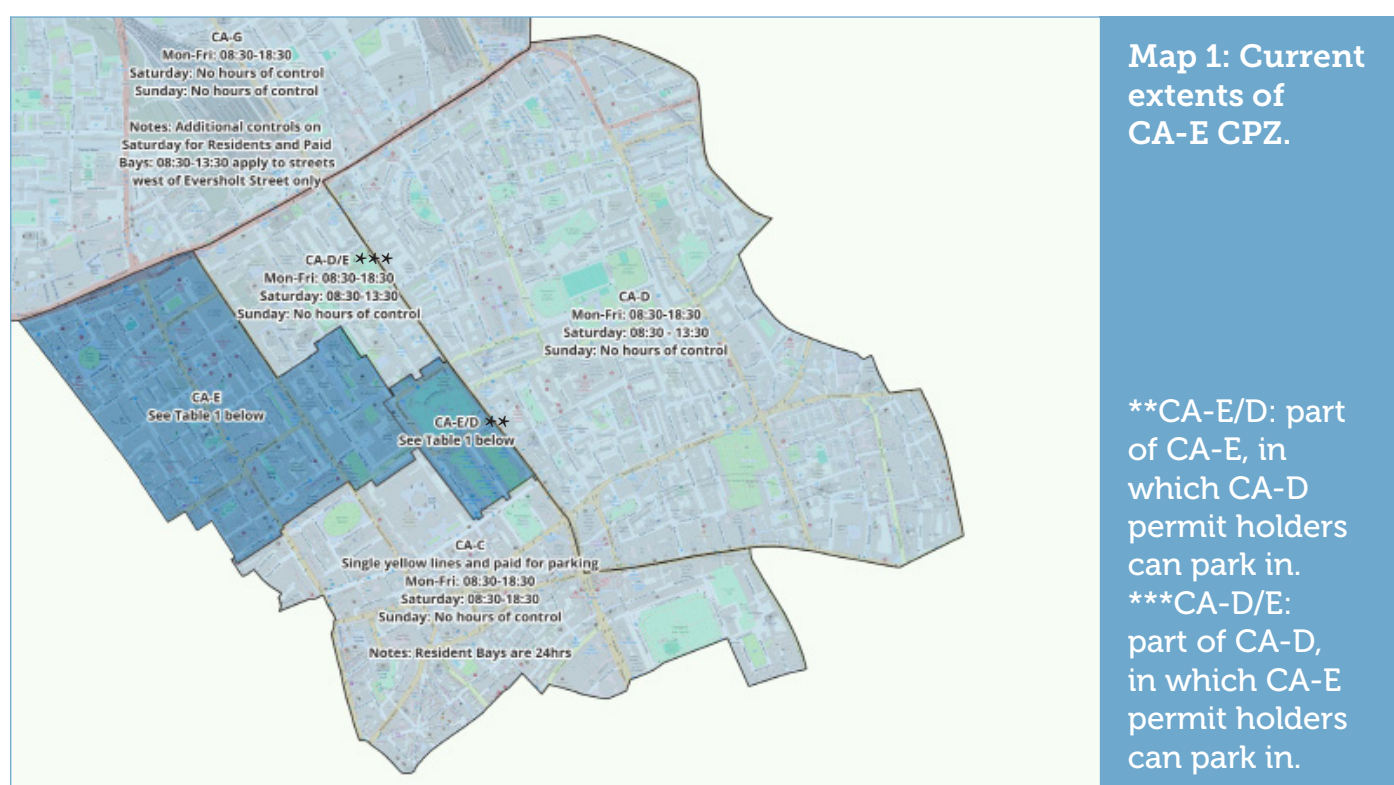 CA-G
Mon-Fri: 08:30-18:30
Saturday: No hours of control
Sunday: No hours of control
Notes: Additional controls on
Saturday for Residents and Paid
Bays: 08:30-13:30 apply to streets
west of Eversholt Street only
CA-D/E ***
Mon-Fri: 08:30-18:30
Saturday: 08:30-13:30
Sunday: No hours of control
CA-D
Mon-Fri: 08:30-18:30
Saturday: 08:30 - 13:30
Sunday: No hours of control
CA-E
See Table 1 below
CA-E/D **
See Table 1 below
CA-C
Single yellow lines and paid for parking
Mon-Fri: 08:30-18:30
Saturday: 08:30-18:30
Sunday: No hours of control
Notes: Resident Bays are 24hrs
Map 1: Current
extents of
CA-E CPZ.
**CA-E/D: part
of CA-E, in
which CA-D
permit holders
can park in.
***CA-D/E:
part of CA-D,
in which CA-E
permit holders
can park in.